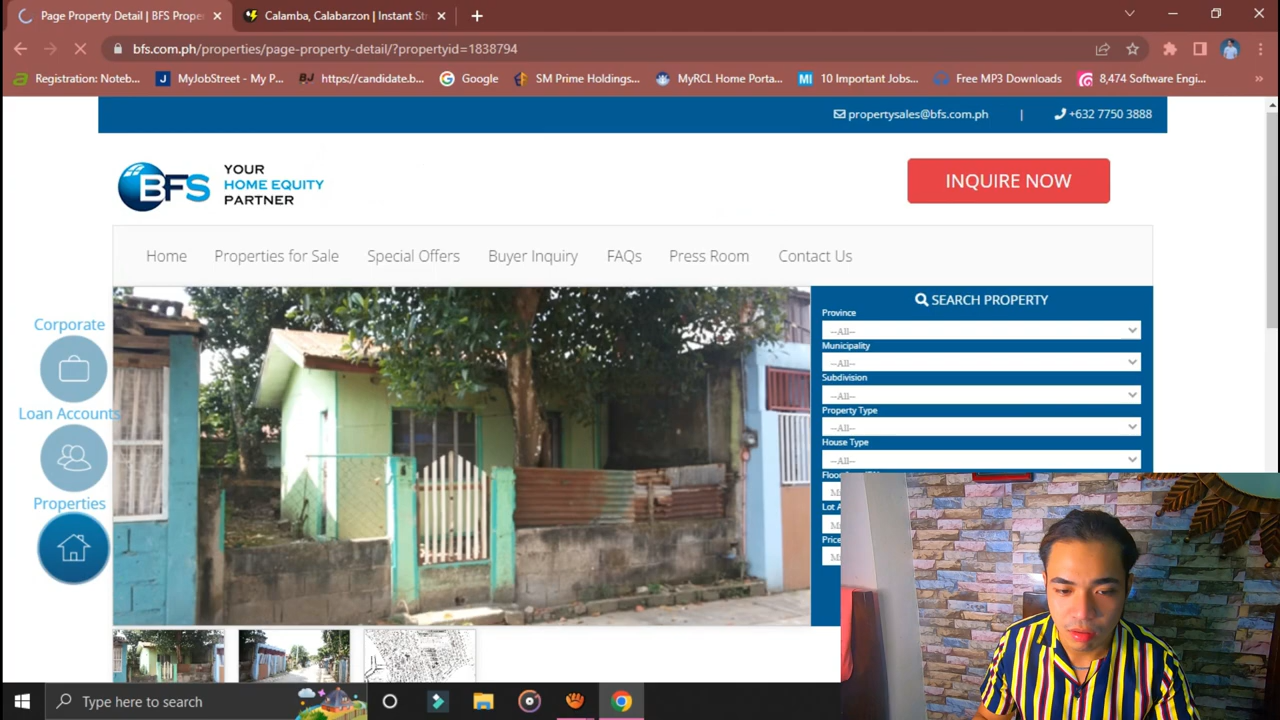 Page Property Detail | BFS Prope
Calamba, Calabarzon | Instant Str
bfs.com.ph/properties/page-property-detail/?propertyid=1838794
Registration: Noteb...
MyJobStreet - My P...
https://candidate.b...
Google
SM Prime Holdings...
MyRCL Home Porta...
10 Important Jobs...
Free MP3 Downloads
8,474 Software Engi...
propertysales@bfs.com.ph | +632 7750 3888
BFS
YOUR
HOME EQUITY
PARTNER
INQUIRE NOW
Home Properties for Sale Special Offers Buyer Inquiry FAQs Press Room Contact Us
Corporate
Loan Accounts
Properties
SEARCH PROPERTY
Province
--All--
Municipality
--All--
Subdivision
--All--
Property Type
--All--
House Type
--All--
Price
Type here to search